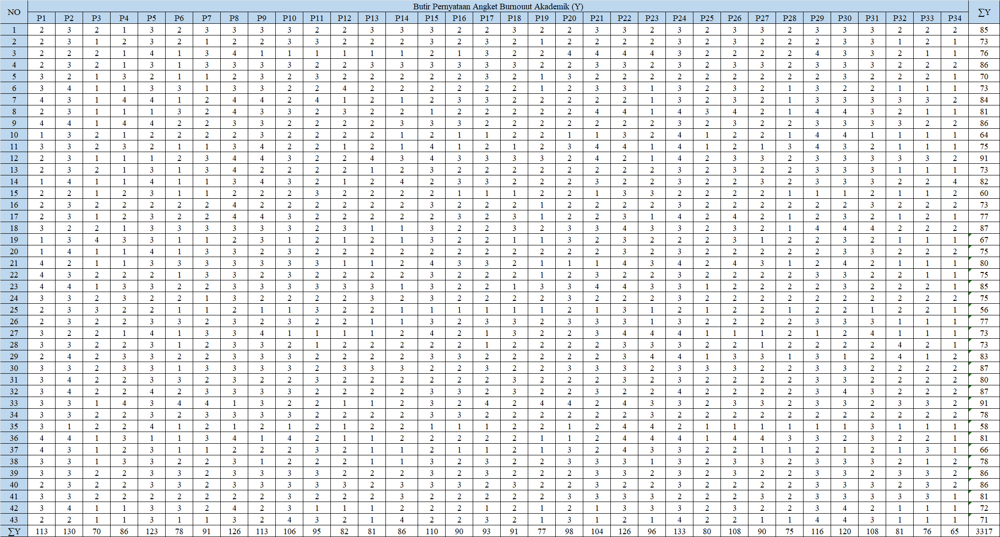 NO Butir Pernyataan Angket Burnouut Akademik (Y) ∑Y
P1 P2 P3 P4 P5 P6 P7 P8 P9 P10 P11 P12 P13 P14 P15 P16 P17 P18 P19 P20 P21 P22 P23 P24 P25 P26 P27 P28 P29 P30 P31 P32 P33 P34
1 2 3 2 1 3 2 3 3 3 3 2 2 3 3 3 2 2 3 2 2 3 3 2 3 2 3 3 2 3 3 3 2 2 2 85
2 2 3 1 2 3 2 1 2 2 3 3 2 2 2 3 2 3 2 1 2 2 2 2 3 2 3 2 2 2 3 3 1 2 1 73
3 2 2 2 1 4 1 3 4 1 1 1 1 1 1 2 1 3 2 2 4 4 4 4 3 2 2 2 2 4 3 3 2 1 1 76
4 2 3 2 1 3 1 3 3 3 3 2 2 3 3 3 3 3 3 2 2 3 3 2 3 2 3 3 2 3 3 3 2 2 2 86
5 3 2 1 3 2 1 1 2 3 2 3 2 2 2 2 2 3 2 1 3 2 2 2 2 2 2 2 2 2 3 2 2 2 1 70
6 3 4 1 1 3 3 1 3 3 2 2 4 2 2 2 2 2 2 1 2 3 3 1 3 2 3 2 1 3 2 2 1 1 1 73
7 4 3 1 4 4 1 2 4 4 2 4 1 2 1 2 3 3 2 2 2 2 2 1 3 2 3 2 1 3 3 3 3 3 2 84
8 2 3 1 1 1 3 2 4 3 3 2 3 2 2 1 2 2 2 2 2 4 4 1 4 3 4 2 1 4 4 3 2 1 1 81
9 4 4 1 4 4 2 2 3 3 2 2 2 2 3 3 3 2 2 2 2 2 2 2 3 2 3 2 2 3 3 3 3 2 2 86
10 1 3 2 1 2 2 2 2 3 2 2 2 2 1 2 1 1 2 2 1 1 3 2 4 1 2 2 1 4 4 1 1 1 1 64
11 3 3 2 3 2 1 1 3 4 2 2 1 2 1 4 1 2 1 2 3 4 4 1 4 1 2 1 3 4 3 2 1 1 1 75
12 2 3 1 1 1 2 3 4 4 3 2 2 4 3 4 3 3 3 3 2 4 2 1 4 2 3 3 2 3 3 3 3 3 2 91
13 2 3 2 1 3 1 3 4 2 2 2 2 1 2 3 2 2 2 2 2 2 2 2 3 2 3 2 2 3 3 3 1 1 1 73
14 1 4 1 1 4 1 1 3 4 3 2 1 2 4 2 3 3 2 2 2 3 2 2 3 2 2 3 2 3 3 3 2 2 4 82
15 2 2 1 2 3 1 1 2 2 2 3 2 2 2 2 1 1 1 2 2 1 3 3 2 2 2 2 1 1 1 2 1 1 2 60
16 2 3 2 2 2 2 2 4 2 2 2 2 2 2 3 2 2 2 1 2 2 2 2 3 2 2 2 2 2 2 3 2 2 2 73
17 2 3 1 2 3 2 2 4 4 3 2 2 2 2 2 3 2 3 1 2 2 3 1 4 2 4 2 1 2 3 2 1 2 1 77
18 3 2 2 1 3 3 3 3 3 3 2 3 1 1 3 2 2 3 2 3 3 4 3 3 2 3 2 1 4 4 4 2 2 2 87
19 1 3 4 3 3 1 1 2 3 1 2 1 2 1 3 2 2 1 1 3 2 3 2 2 2 3 1 2 2 3 2 1 1 1 67
20 1 4 1 1 4 1 3 3 2 3 2 2 2 2 2 2 2 2 2 2 2 3 2 3 2 2 2 2 2 3 3 2 2 2 75
21 4 2 1 1 3 3 3 3 3 3 3 1 1 2 4 3 3 2 1 1 1 4 3 4 2 4 3 1 2 4 2 1 1 1 80
22 4 3 2 2 2 1 3 3 2 3 3 2 2 2 3 2 2 2 1 2 3 2 2 3 2 2 2 2 3 3 2 2 1 1 75
23 4 4 1 3 3 2 2 3 3 3 3 3 3 1 3 2 2 1 3 3 4 4 3 3 1 2 2 2 2 3 2 2 2 1 85
24 3 3 2 3 2 2 1 3 2 2 2 2 3 2 3 2 2 2 2 3 2 2 2 3 2 2 2 2 2 2 2 2 2 2 75
25 2 3 3 2 2 1 1 2 1 1 3 2 2 1 1 1 1 1 1 2 1 3 1 2 1 2 2 1 2 2 1 2 2 1 56
26 2 3 2 2 3 3 2 3 2 3 2 2 1 1 3 2 3 3 2 3 3 3 1 3 2 2 2 2 3 3 3 1 1 1 77
27 3 2 2 1 4 1 3 3 4 1 1 1 1 2 4 2 1 3 2 2 3 4 4 4 1 1 1 2 1 2 4 1 1 1 73
28 3 3 2 2 3 1 2 3 3 2 1 2 2 2 2 2 1 2 2 2 2 3 3 3 2 2 1 2 2 2 2 4 2 1 73
29 2 4 2 3 3 2 2 3 3 3 2 2 2 2 3 3 2 2 2 2 2 3 4 4 1 3 3 1 3 1 2 4 1 2 83
30 3 3 2 3 3 1 3 3 3 3 2 3 3 3 2 2 3 2 2 3 3 3 2 3 3 3 2 2 3 3 2 2 2 2 87
31 3 4 2 2 3 3 2 3 2 2 3 2 2 2 2 2 2 3 2 2 2 3 2 3 2 2 2 2 3 3 2 2 2 2 80
32 3 4 2 2 4 2 3 3 3 3 2 2 2 2 3 3 2 3 2 2 3 2 2 4 2 2 2 2 3 4 3 2 2 2 87
33 3 3 1 4 3 4 4 1 3 2 2 1 1 2 3 2 4 2 4 4 2 4 3 3 2 3 3 2 3 3 2 3 3 2 91
34 3 3 2 2 3 2 3 3 3 3 2 2 2 2 3 3 2 2 2 2 2 2 3 2 2 2 2 2 2 2 2 2 2 2 78
35 3 1 2 2 4 1 2 1 2 1 2 1 2 2 1 1 1 2 2 1 2 4 4 2 1 1 1 1 1 1 3 1 1 1 58
36 4 4 1 3 1 1 3 4 1 4 2 1 1 2 2 2 2 2 1 1 2 4 4 4 1 4 4 3 3 2 3 2 2 1 81
37 4 3 1 2 3 1 1 2 2 2 3 2 1 1 2 1 1 2 1 3 2 4 3 3 2 2 1 1 2 1 2 1 3 1 66
38 3 3 1 3 3 2 2 3 1 2 2 2 1 1 3 2 3 2 2 3 3 3 1 3 2 3 3 2 3 3 3 2 1 2 78
39 3 3 2 2 3 3 2 3 3 3 3 2 2 2 3 2 3 2 2 2 3 3 2 3 2 3 2 2 3 3 2 3 3 2 86
40 2 3 2 2 3 3 2 3 3 3 3 3 2 3 3 3 2 3 2 2 3 2 2 3 2 2 2 2 3 3 3 2 3 2 86
41 3 3 2 2 2 2 2 2 2 3 2 2 2 3 2 2 2 2 2 3 3 3 3 2 2 2 3 2 3 3 3 3 3 1 81
42 3 4 1 1 3 3 2 4 2 3 1 1 1 2 2 2 1 2 1 2 1 3 3 3 2 3 2 2 3 4 2 1 1 1 72
43 2 2 1 1 3 1 1 3 2 4 3 2 1 4 2 2 3 2 1 3 1 2 1 4 2 2 1 1 4 4 3 1 1 1 71
∑Y 113 130 70 86 123 78 91 126 113 106 95 82 81 86 110 90 93 91 77 98 104 126 96 133 80 108 90 75 116 120 108 81 76 65 3317